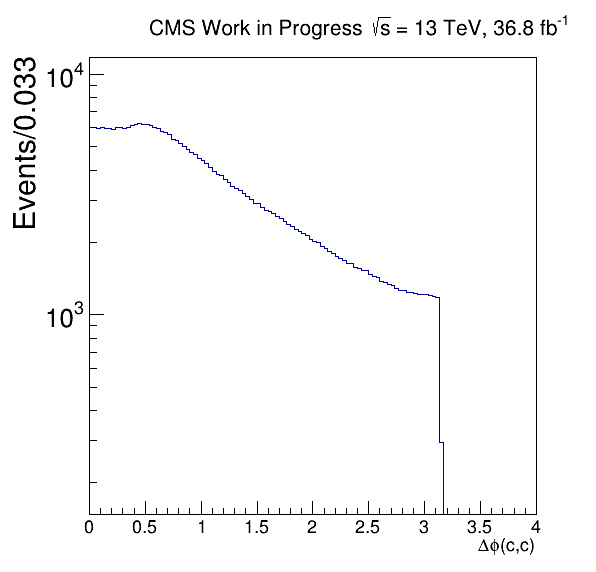 CMS Work in Progress √s = 13 TeV, 36.8 fb⁻¹
Events/0.033
10⁴
10³
0 0.5 1 1.5 2 2.5 3 3.5 4
Δϕ(c,c)